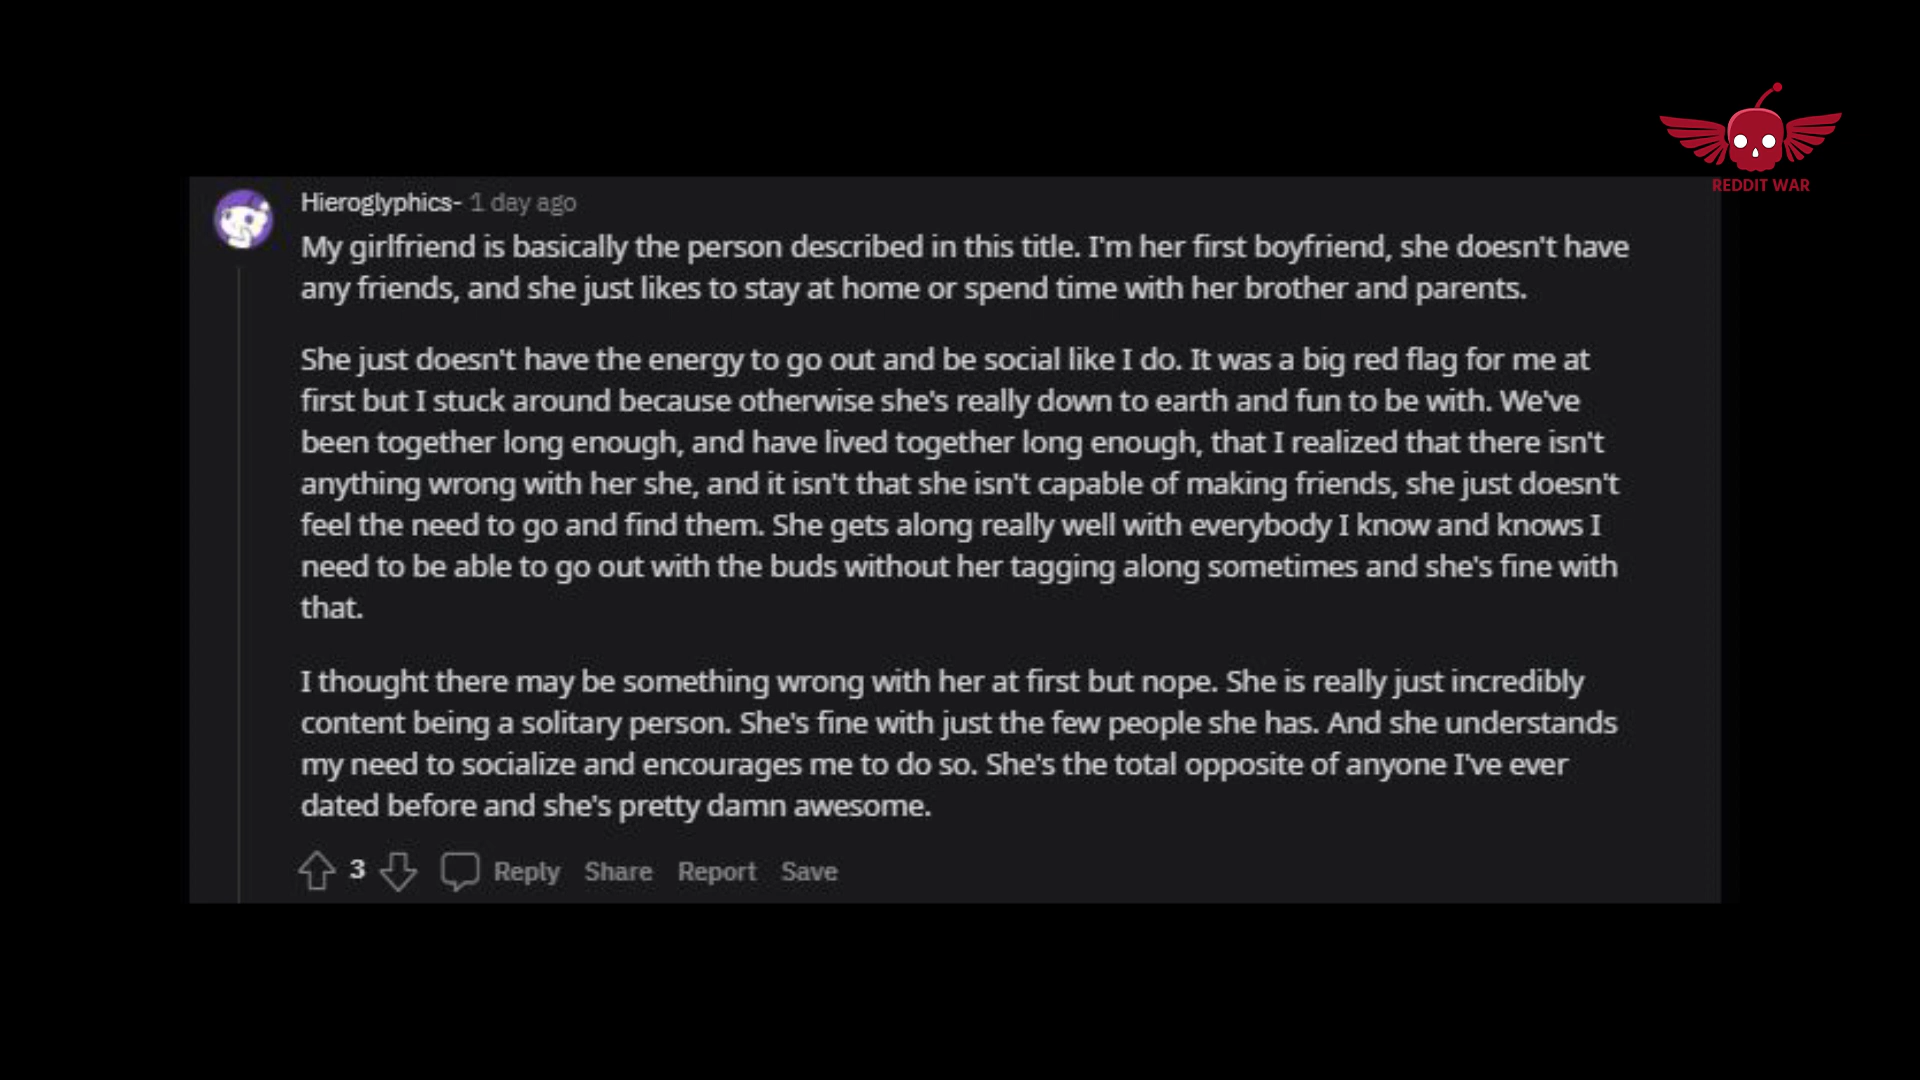 REDDIT WAR
Hieroglyphics- 1 day ago
My girlfriend is basically the person described in this title. I'm her first boyfriend, she doesn't have
any friends, and she just likes to stay at home or spend time with her brother and parents.
She just doesn't have the energy to go out and be social like I do. It was a big red flag for me at
first but I stuck around because otherwise she's really down to earth and fun to be with. We've
been together long enough, and have lived together long enough, that I realized that there isn't
anything wrong with her she, and it isn't that she isn't capable of making friends, she just doesn't
feel the need to go and find them. She gets along really well with everybody I know and knows I
need to be able to go out with the buds without her tagging along sometimes and she's fine with
that.
I thought there may be something wrong with her at first but nope. She is really just incredibly
content being a solitary person. She's fine with just the few people she has. And she understands
my need to socialize and encourages me to do so. She's the total opposite of anyone I've ever
dated before and she's pretty damn awesome.
3 Reply Share Report Save